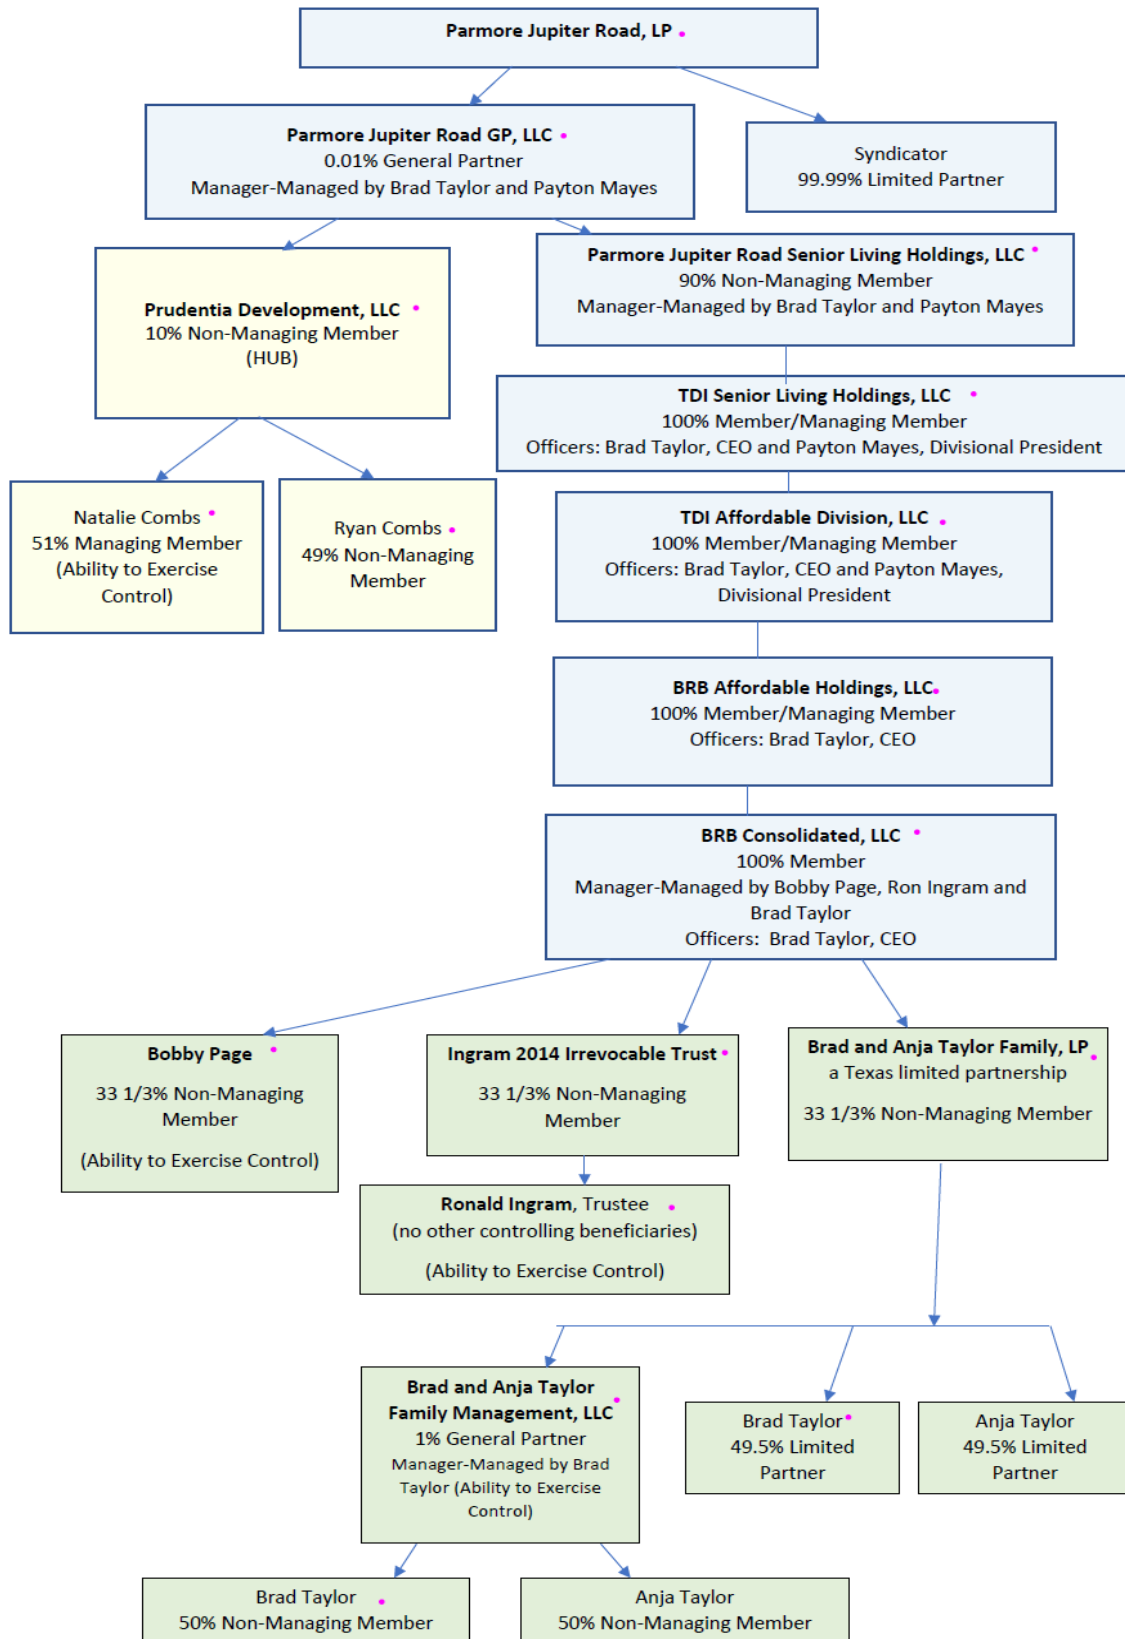 Parmore Jupiter Road, LP
Parmore Jupiter Road GP, LLC
0.01% General Partner
Manager-Managed by Brad Taylor and Payton Mayes
Syndicator
99.99% Limited Partner
Prudentia Development, LLC
10% Non-Managing Member
(HUB)
Parmore Jupiter Road Senior Living Holdings, LLC
90% Non-Managing Member
Manager-Managed by Brad Taylor and Payton Mayes
TDI Senior Living Holdings, LLC
100% Member/Managing Member
Officers: Brad Taylor, CEO and Payton Mayes, Divisional President
Natalie Combs
51% Managing Member
(Ability to Exercise
Control)
Ryan Combs
49% Non-Managing
Member
TDI Affordable Division, LLC
100% Member/Managing Member
Officers: Brad Taylor, CEO and Payton Mayes,
Divisional President
BRB Affordable Holdings, LLC
100% Member/Managing Member
Officers: Brad Taylor, CEO
BRB Consolidated, LLC
100% Member
Manager-Managed by Bobby Page, Ron Ingram and
Brad Taylor
Officers: Brad Taylor, CEO
Bobby Page
33 1/3% Non-Managing
Member
(Ability to Exercise Control)
Ingram 2014 Irrevocable Trust
33 1/3% Non-Managing
Member
Brad and Anja Taylor Family, LP
a Texas limited partnership
33 1/3% Non-Managing Member
Ronald Ingram, Trustee
(no other controlling beneficiaries)
(Ability to Exercise Control)
Brad and Anja Taylor
Family Management, LLC
1% General Partner
Manager-Managed by Brad
Taylor (Ability to Exercise
Control)
Brad Taylor
49.5% Limited
Partner
Anja Taylor
49.5% Limited
Partner
Brad Taylor
50% Non-Managing Member
Anja Taylor
50% Non-Managing Member